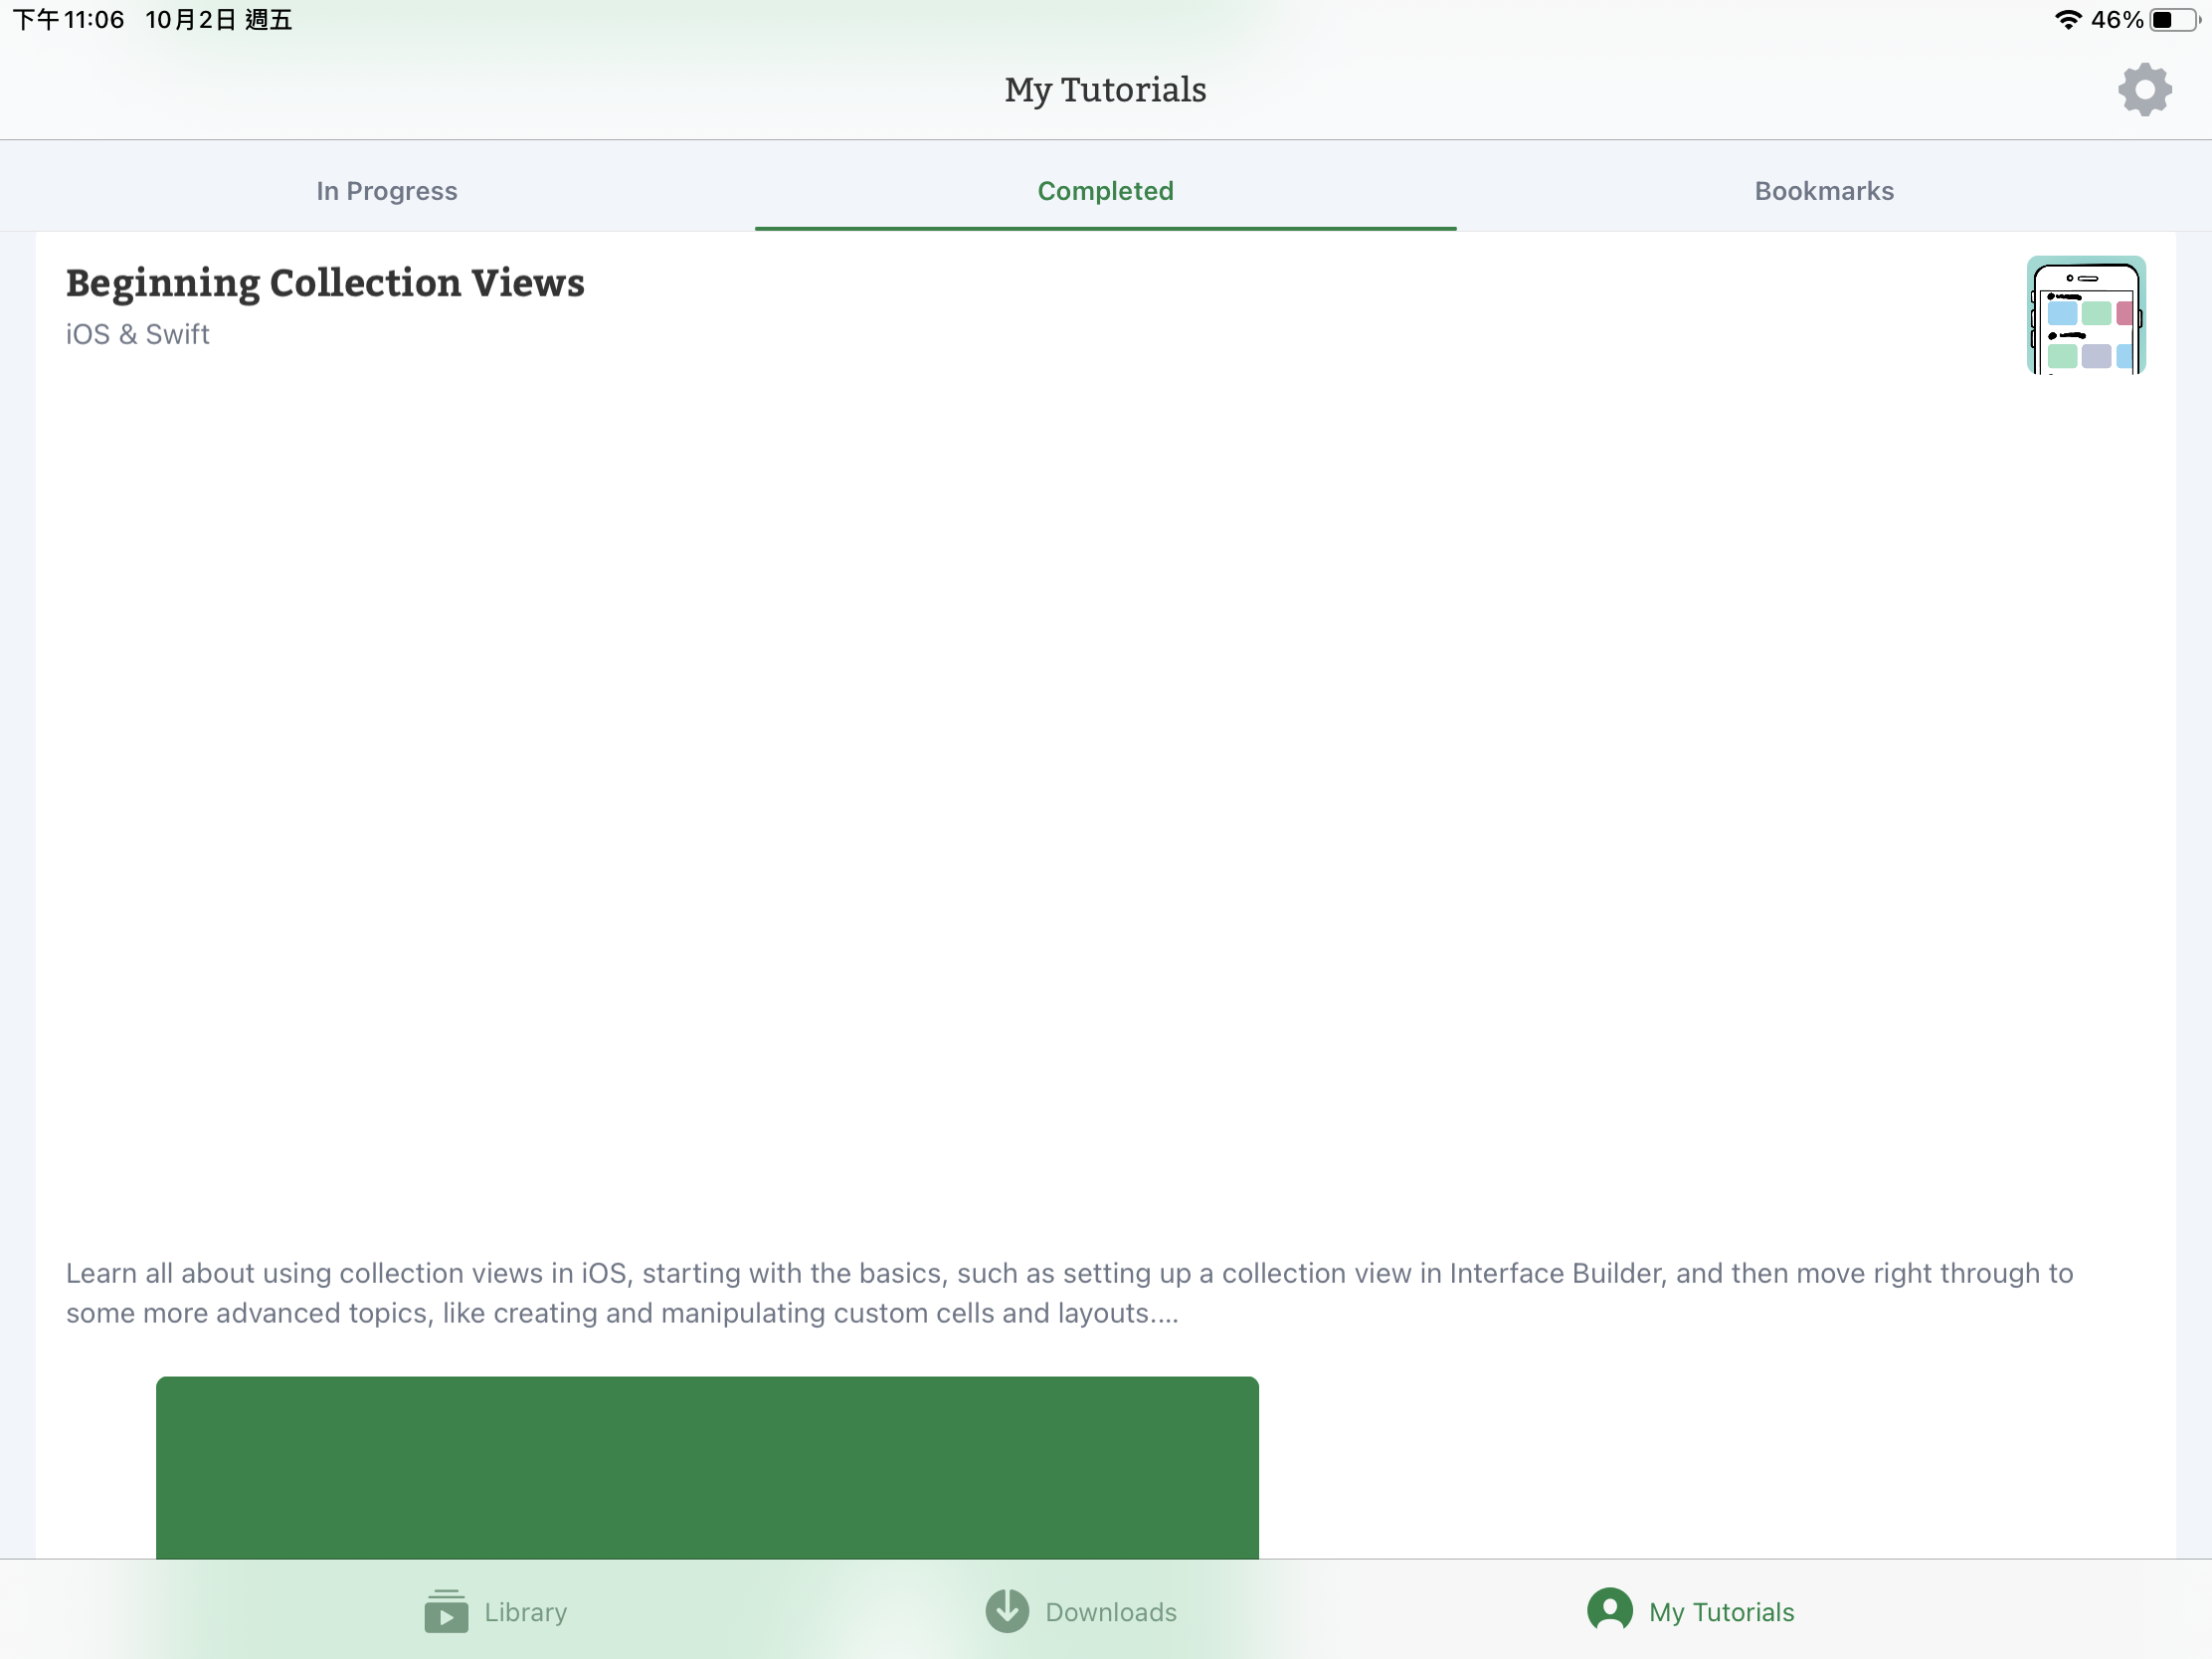 下午11:06 10月2日 週五
46%
My Tutorials
In Progress
Completed
Bookmarks
Beginning Collection Views
iOS & Swift
Learn all about using collection views in iOS, starting with the basics, such as setting up a collection view in Interface Builder, and then move right through to
some more advanced topics, like creating and manipulating custom cells and layouts....
Library
Downloads
My Tutorials